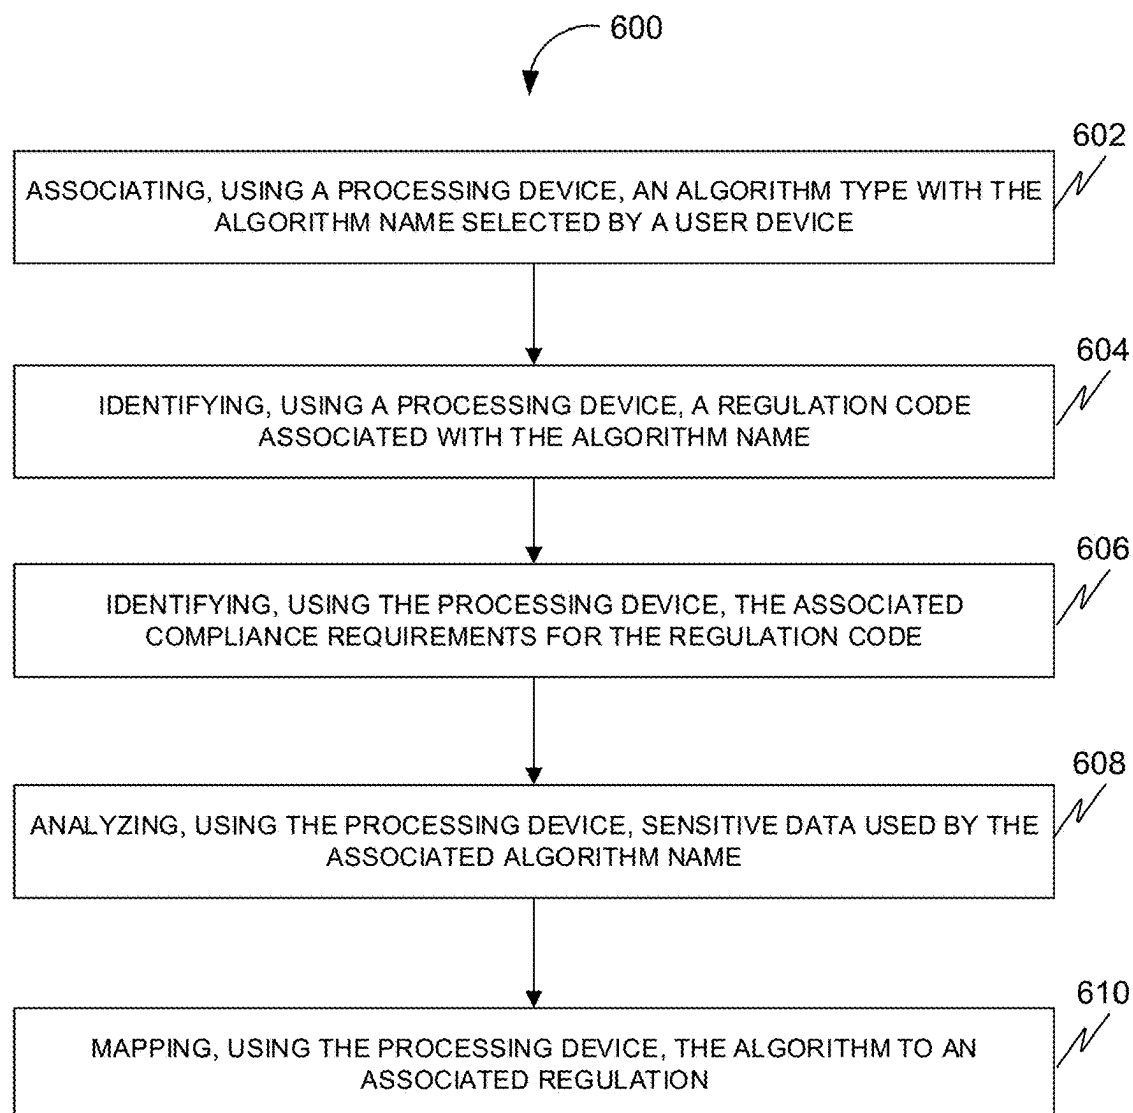 600
602
ASSOCIATING, USING A PROCESSING DEVICE, AN ALGORITHM TYPE WITH THE
ALGORITHM NAME SELECTED BY A USER DEVICE
604
IDENTIFYING, USING A PROCESSING DEVICE, A REGULATION CODE
ASSOCIATED WITH THE ALGORITHM NAME
606
IDENTIFYING, USING THE PROCESSING DEVICE, THE ASSOCIATED
COMPLIANCE REQUIREMENTS FOR THE REGULATION CODE
608
ANALYZING, USING THE PROCESSING DEVICE, SENSITIVE DATA USED BY THE
ASSOCIATED ALGORITHM NAME
610
MAPPING, USING THE PROCESSING DEVICE, THE ALGORITHM TO AN
ASSOCIATED REGULATION